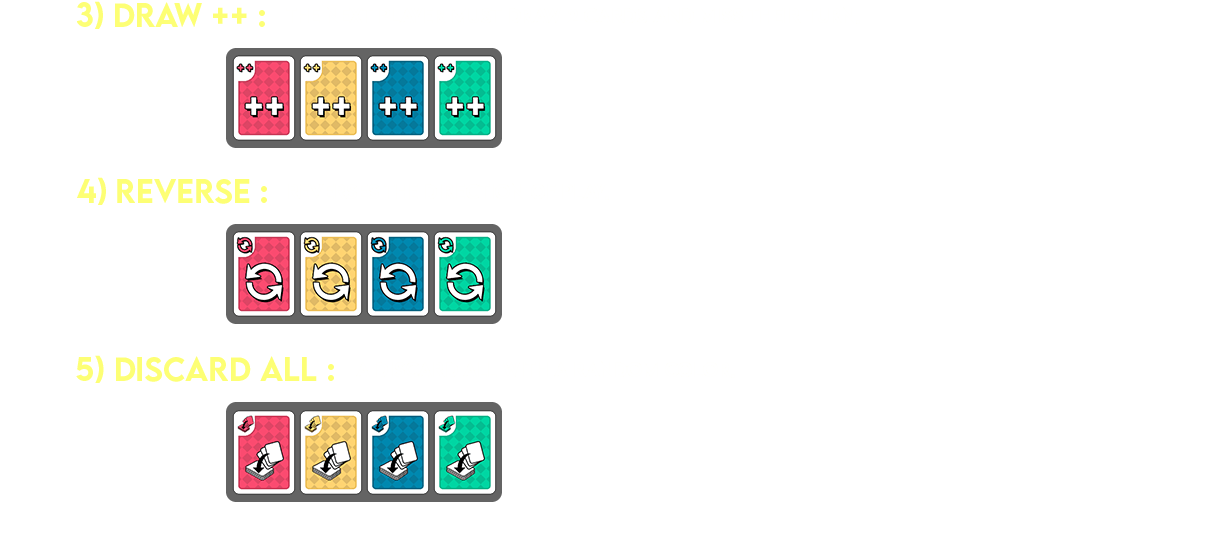 3) DRAW ++ :
++ ++ ++ ++
++ ++ ++ ++
4) REVERSE :
5) DISCARD ALL :